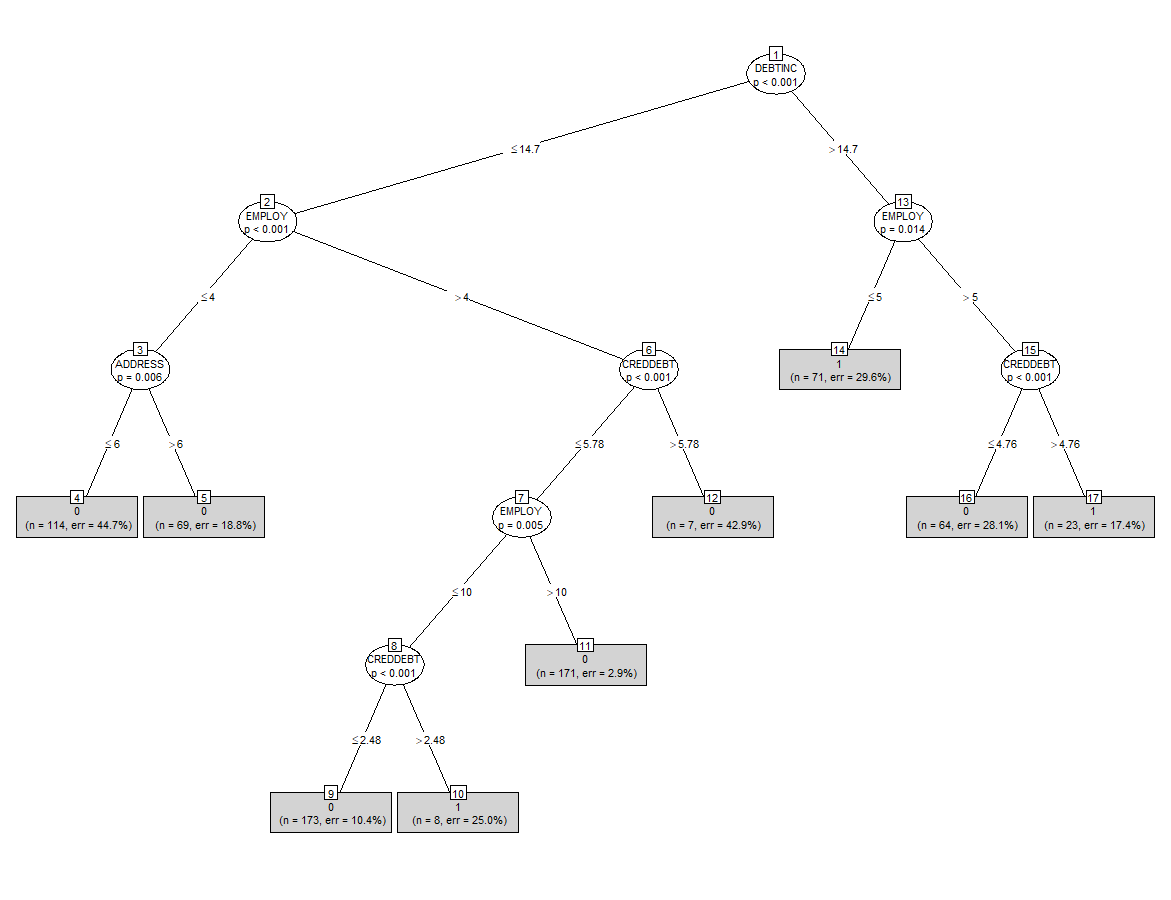 1
DEBTINC
p < 0.001
≤ 14.7
> 14.7
2
EMPLOY
p < 0.001
13
EMPLOY
p = 0.014
≤ 4
> 4
≤ 5
> 5
3
ADDRESS
p = 0.006
6
CREDDEBT
p < 0.001
14
1
(n = 71, err = 29.6%)
15
CREDDEBT
p < 0.001
≤ 6
> 6
≤ 5.78
> 5.78
≤ 4.76
> 4.76
4
0
(n = 114, err = 44.7%)
5
0
(n = 69, err = 18.8%)
7
EMPLOY
p = 0.005
12
0
(n = 7, err = 42.9%)
16
0
(n = 64, err = 28.1%)
17
1
(n = 23, err = 17.4%)
≤ 10
> 10
8
CREDDEBT
p < 0.001
11
0
(n = 171, err = 2.9%)
≤ 2.48
> 2.48
9
0
(n = 173, err = 10.4%)
10
1
(n = 8, err = 25.0%)